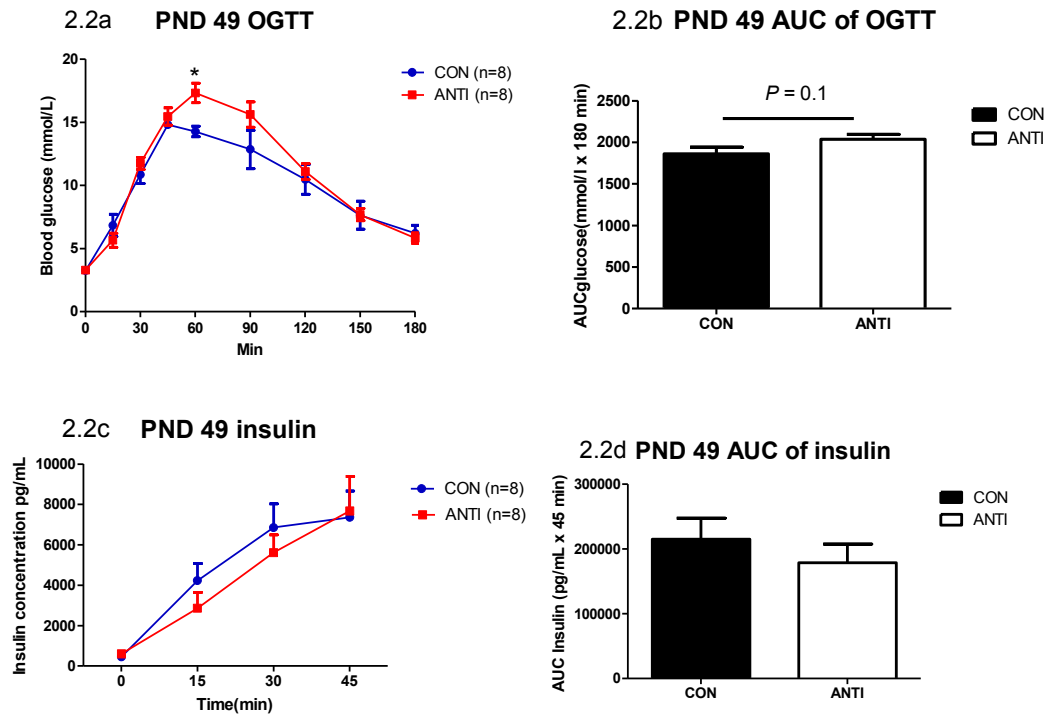 2.2a PND 49 OGTT
Blood glucose (mmol/L)
20
15
10
5
0
*
0 30 60 90 120 150 180
Min
CON (n=8)
ANTI (n=8)
2.2b PND 49 AUC of OGTT
AUCglucose(mmol/l x 180 min)
P = 0.1
2500
2000
1500
1000
500
0
CON ANTI
CON
ANTI
2.2c PND 49 insulin
Insulin concentration pg/mL
10000
8000
6000
4000
2000
0
0 15 30 45
Time(min)
CON (n=8)
ANTI (n=8)
2.2d PND 49 AUC of insulin
AUC Insulin (pg/mL x 45 min)
300000
200000
100000
0
CON ANTI
CON
ANTI